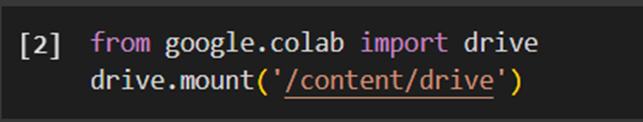 [2] from google.colab import drive
drive.mount('/content/drive')